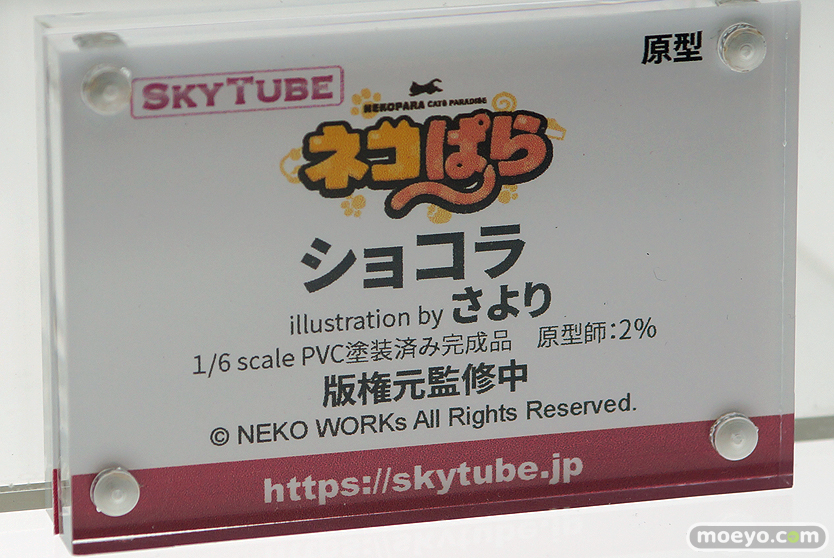 原型
SKYTUBE
NEKOPARA CATS PARADISE
ネコぱら
ショコラ
illustration by さより
1/6 scale PVC塗装済み完成品　原型師:2%
版権元監修中
© NEKO WORKs All Rights Reserved.
https://skytube.jp
moeyo.com